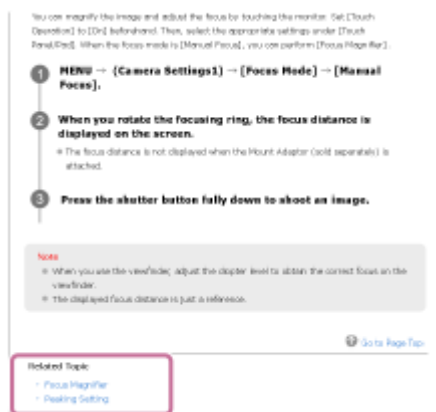 You can magnify the image and adjust the focus by touching the monitor. Set [Touch
Operation] to [On] beforehand. Then, select the appropriate settings under [Touch
Panel/Pad]. When the focus mode is [Manual Focus], you can perform [Focus Magnifier].
1 MENU → (Camera Settings1) → [Focus Mode] → [Manual
Focus].
2 When you rotate the focusing ring, the focus distance is
displayed on the screen.
The focus distance is not displayed when the Mount Adaptor (sold separately) is
attached.
3 Press the shutter button fully down to shoot an image.
Note
When you use the viewfinder, adjust the diopter level to obtain the correct focus on the
viewfinder.
The displayed focus distance is just a reference.
Go to Page Top
Related Topic
Focus Magnifier
Peaking Setting